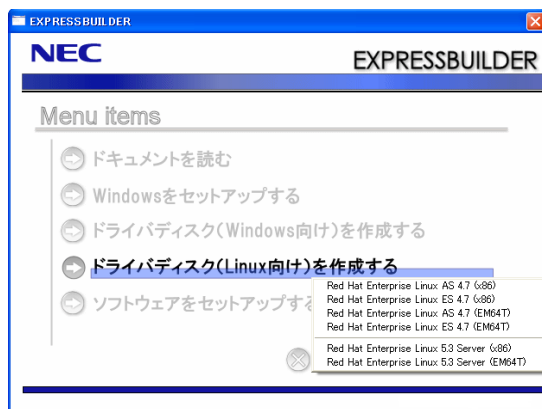 EXPRESSBUILDER
NEC
EXPRESSBUILDER
Menu items
ドキュメントを読む
Windowsをセットアップする
ドライバディスク(Windows向け)を作成する
ドライバディスク(Linux向け)を作成する
ソフトウェアをセットアップする
Red Hat Enterprise Linux AS 4.7 (x86)
Red Hat Enterprise Linux ES 4.7 (x86)
Red Hat Enterprise Linux AS 4.7 (EM64T)
Red Hat Enterprise Linux ES 4.7 (EM64T)
Red Hat Enterprise Linux 5.3 Server (x86)
Red Hat Enterprise Linux 5.3 Server (EM64T)